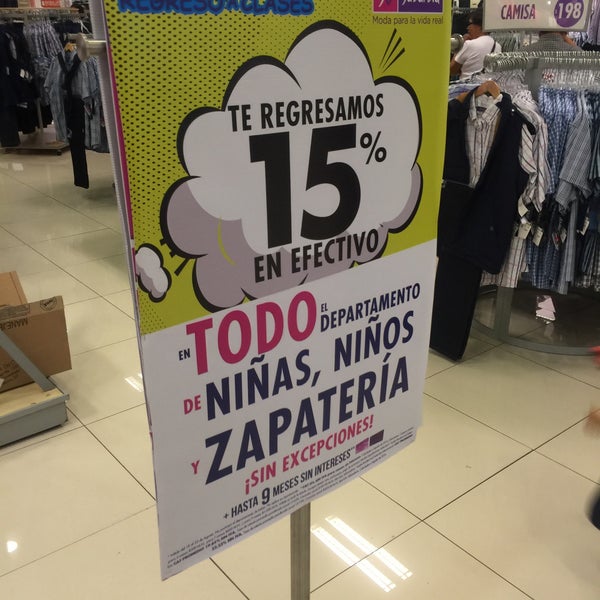 REGRESO A CLASES
Moda para la vida real
CAMISA $198
TE REGRESAMOS
15%
EN EFECTIVO
EN TODO EL DEPARTAMENTO
DE NIÑAS, NIÑOS
Y ZAPATERÍA
¡SIN EXCEPCIONES!
+ HASTA 9 MESES SIN INTERESES